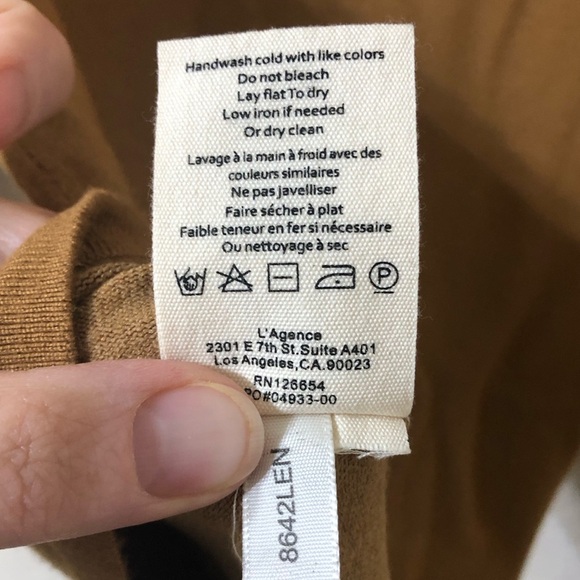 Handwash cold with like colors
Do not bleach
Lay flat To dry
Low iron if needed
Or dry clean
Lavage à la main à froid avec des
couleurs similaires
Ne pas javelliser
Faire sécher à plat
Faible teneur en fer si nécessaire
Ou nettoyage à sec
P
L'Agence
2301 E 7th St. Suite A401
Los Angeles, CA. 90023
RN126654
PO#04933-00
8642LEN